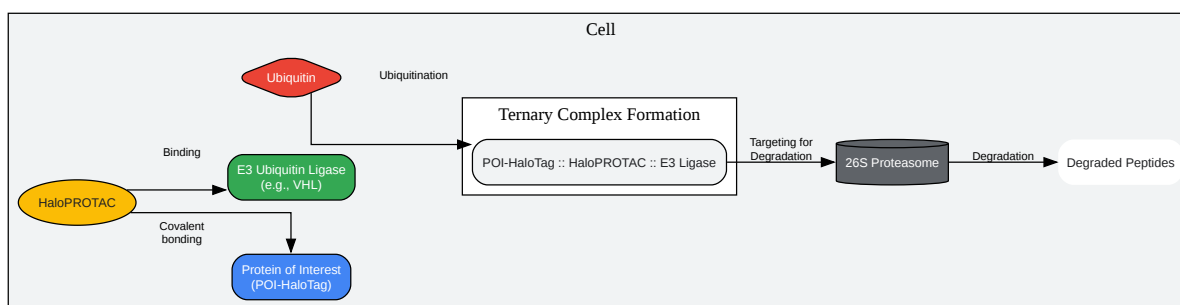 Cell
Ubiquitin
Ubiquitination
Ternary Complex Formation
POI-HaloTag :: HaloPROTAC :: E3 Ligase
Targeting for
Degradation
26S Proteasome
Degradation
Degraded Peptides
Binding
E3 Ubiquitin Ligase
(e.g., VHL)
HaloPROTAC
Covalent
bonding
Protein of Interest
(POI-HaloTag)